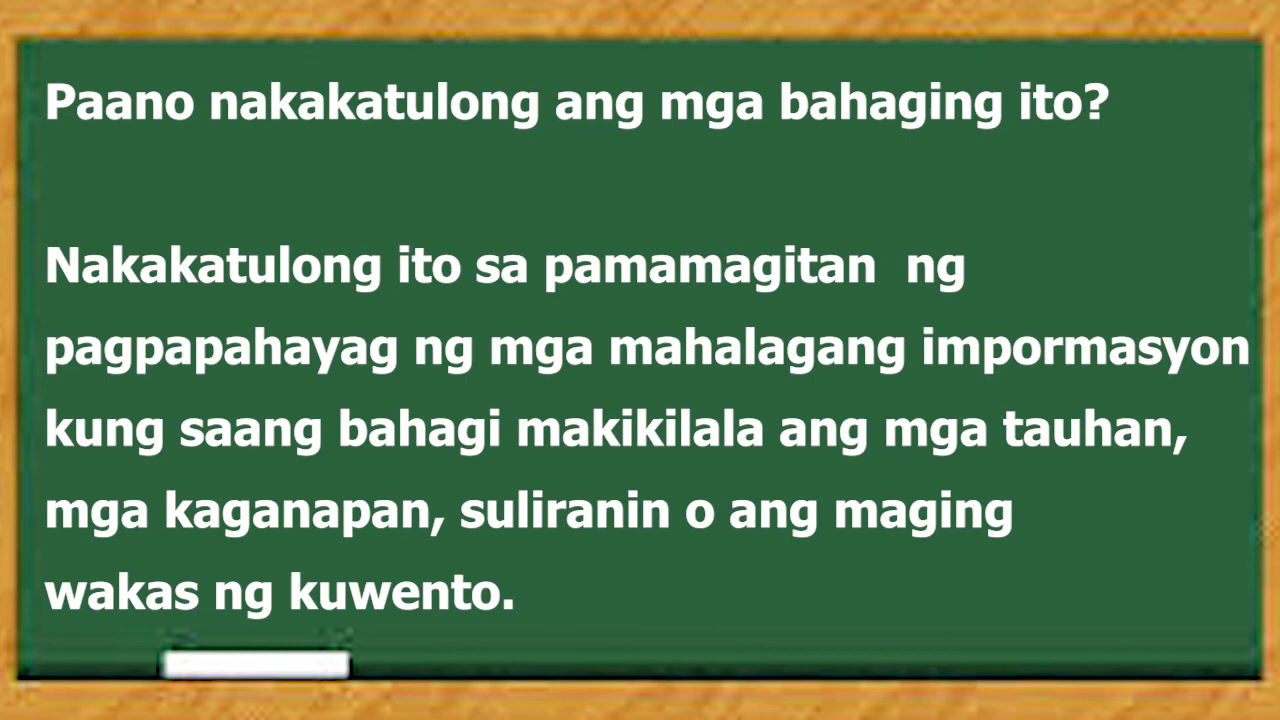 Paano nakakatulong ang mga bahaging ito?
Nakakatulong ito sa pamamagitan  ng
pagpapahayag ng mga mahalagang impormasyon
kung saang bahagi makikilala ang mga tauhan,
mga kaganapan, suliranin o ang maging
wakas ng kuwento.